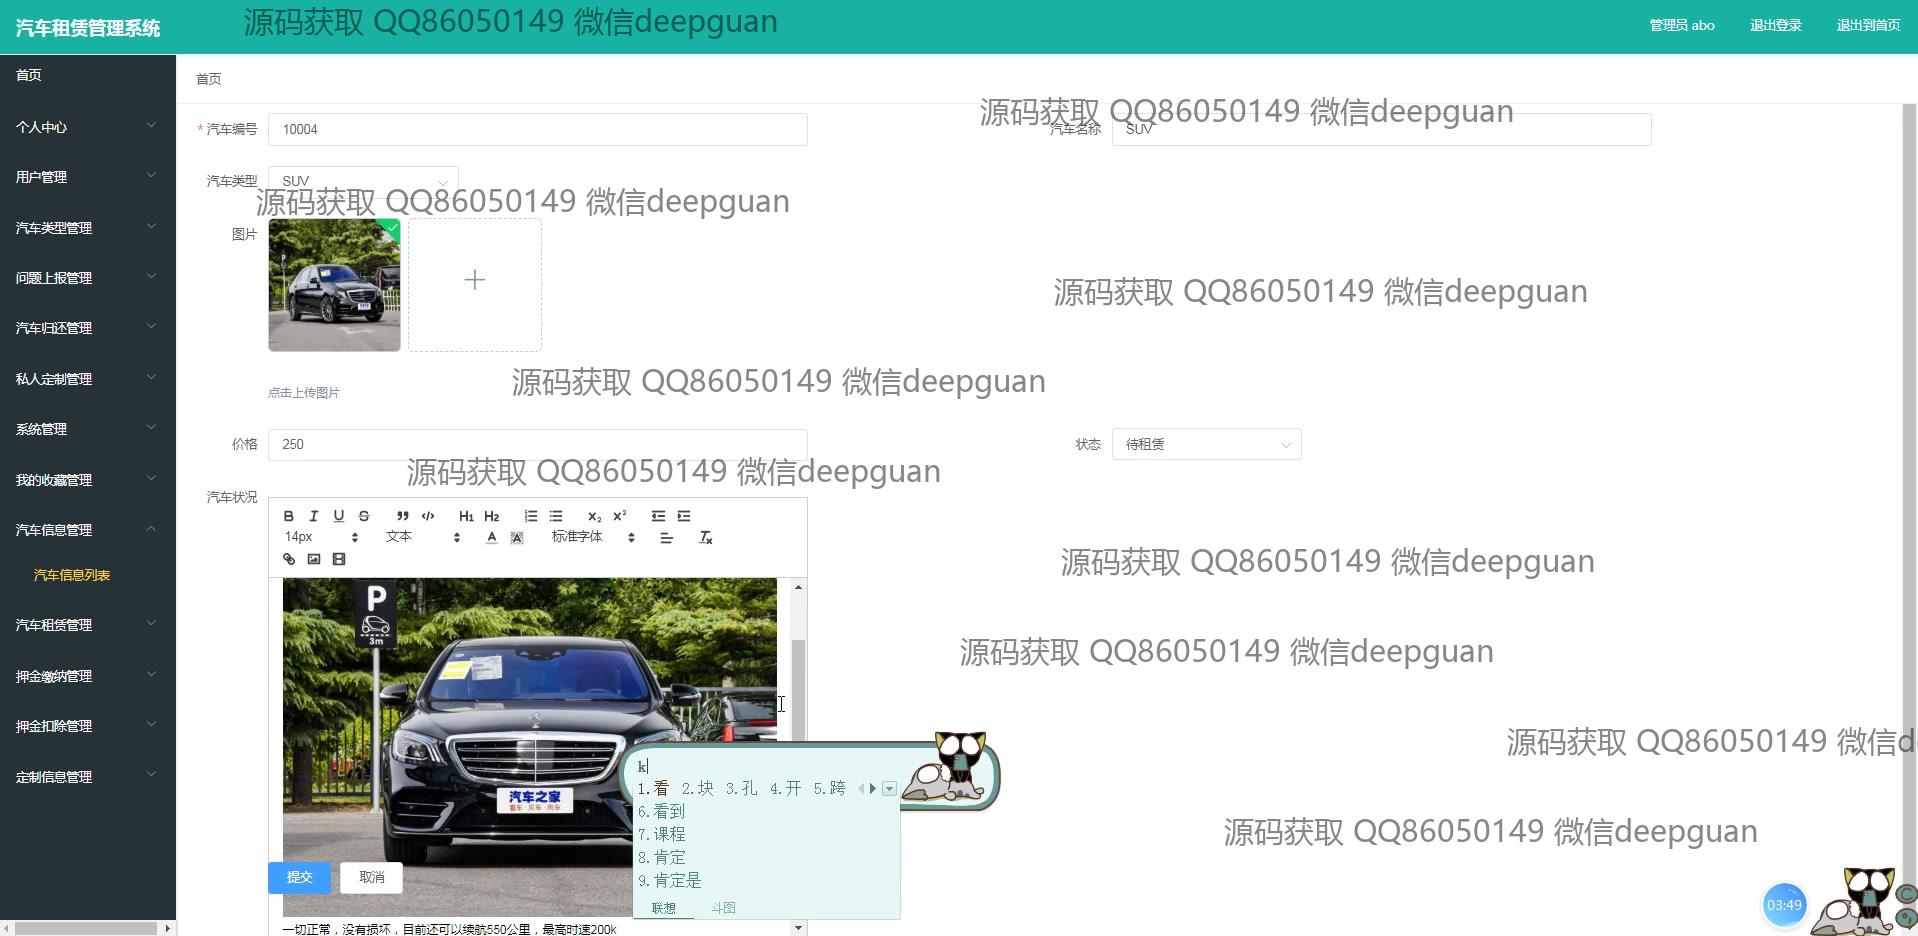 汽车租赁管理系统
源码获取 QQ86050149 微信deepguan
管理员 abo
退出登录
退出到首页
首页
个人中心
用户管理
汽车类型管理
问题上报管理
汽车归还管理
私人定制管理
系统管理
我的收藏管理
汽车信息管理
汽车信息列表
汽车租赁管理
押金缴纳管理
押金扣除管理
定制信息管理
首页
源码获取 QQ86050149 微信deepguan
* 汽车编号 10004
汽车名称 SUV
汽车类型 SUV
源码获取 QQ86050149 微信deepguan
图片
源码获取 QQ86050149 微信deepguan
源码获取 QQ86050149 微信deepguan
点击上传图片
价格 250
状态 待租赁
源码获取 QQ86050149 微信deepguan
汽车状况
B I U S H1 H2 X2 X2
14px 文本 A A 标准字体 Tx
源码获取 QQ86050149 微信deepguan
P
3m
源码获取 QQ86050149 微信deepguan
源码获取 QQ86050149 微信d
汽车之家
看车·买车·用车
k
1.看 2.块 3.孔 4.开 5.跨
6.看到
7.课程
8.肯定
9.肯定是
联想 斗图
源码获取 QQ86050149 微信deepguan
提交
取消
03:49
一切正常，没有损坏，目前还可以续航550公里，最高时速200k